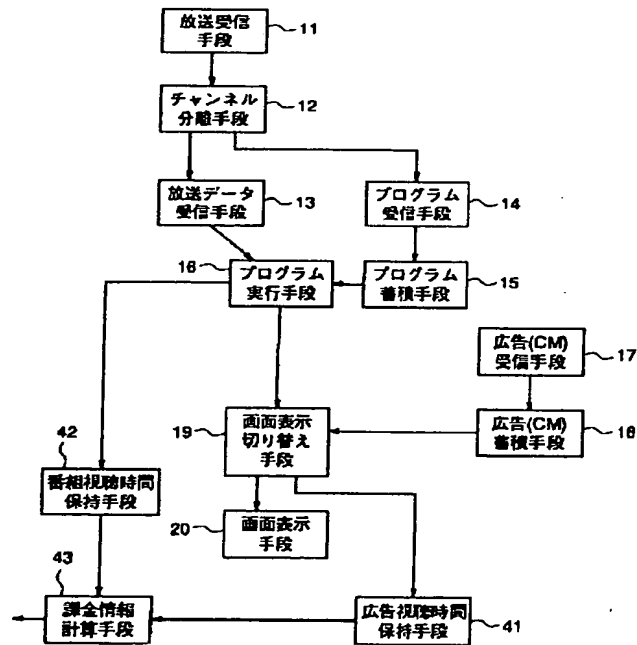 放送受信
手段
11
チャンネル
分離手段
12
放送データ
受信手段
13
プログラム
受信手段
14
16
プログラム
実行手段
プログラム
蓄積手段
15
広告(CM)
受信手段
17
19
画面表示
切り替え
手段
広告(CM)
蓄積手段
18
42
番組視聴時間
保持手段
20
画面表示
手段
43
課金情報
計算手段
広告視聴時間
保持手段
41